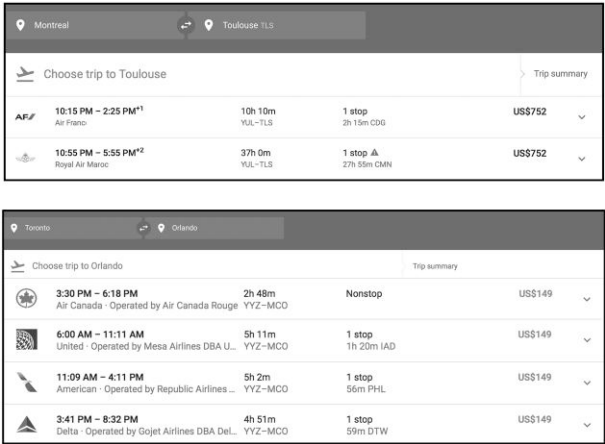 Montreal
Toulouse TLS
Choose trip to Toulouse
Trip summary
AF
10:15 PM – 2:25 PM*1 10h 10m 1 stop US$752
Air Franc YUL–TLS 2h 15m CDG
10:55 PM – 5:55 PM*2 37h 0m 1 stop US$752
Royal Air Maroc YUL–TLS 27h 55m CMN
Toronto
Orlando
Choose trip to Orlando
Trip summary
3:30 PM – 6:18 PM 2h 48m Nonstop US$149
Air Canada · Operated by Air Canada Rouge YYZ–MCO
6:00 AM – 11:11 AM 5h 11m 1 stop US$149
United · Operated by Mesa Airlines DBA U... YYZ–MCO 1h 20m IAD
11:09 AM – 4:11 PM 5h 2m 1 stop US$149
American · Operated by Republic Airlines ... YYZ–MCO 56m PHL
3:41 PM – 8:32 PM 4h 51m 1 stop US$149
Delta · Operated by Gojet Airlines DBA Del... YYZ–MCO 59m DTW